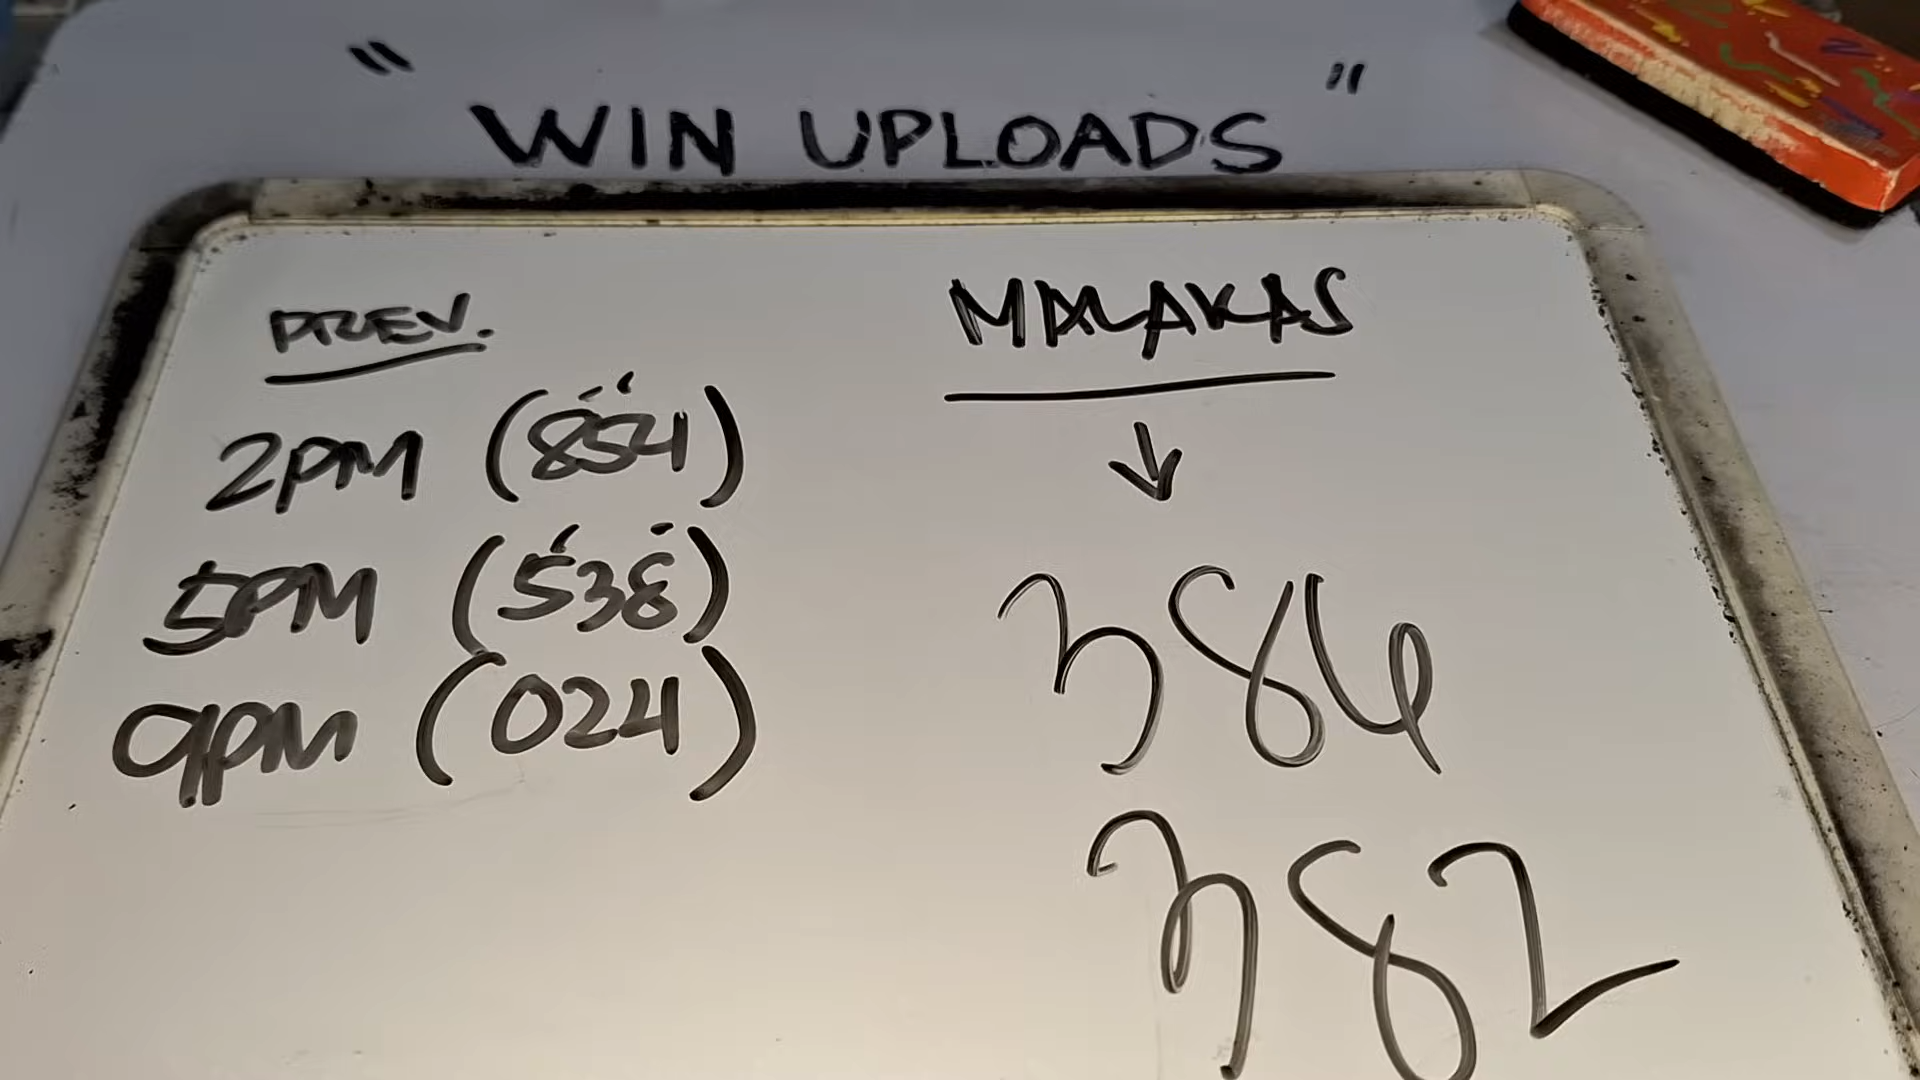 " WIN UPLOADS "
PREV.
2PM (854)
5PM (538)
9PM (024)
MALAKAS
↓
386
382